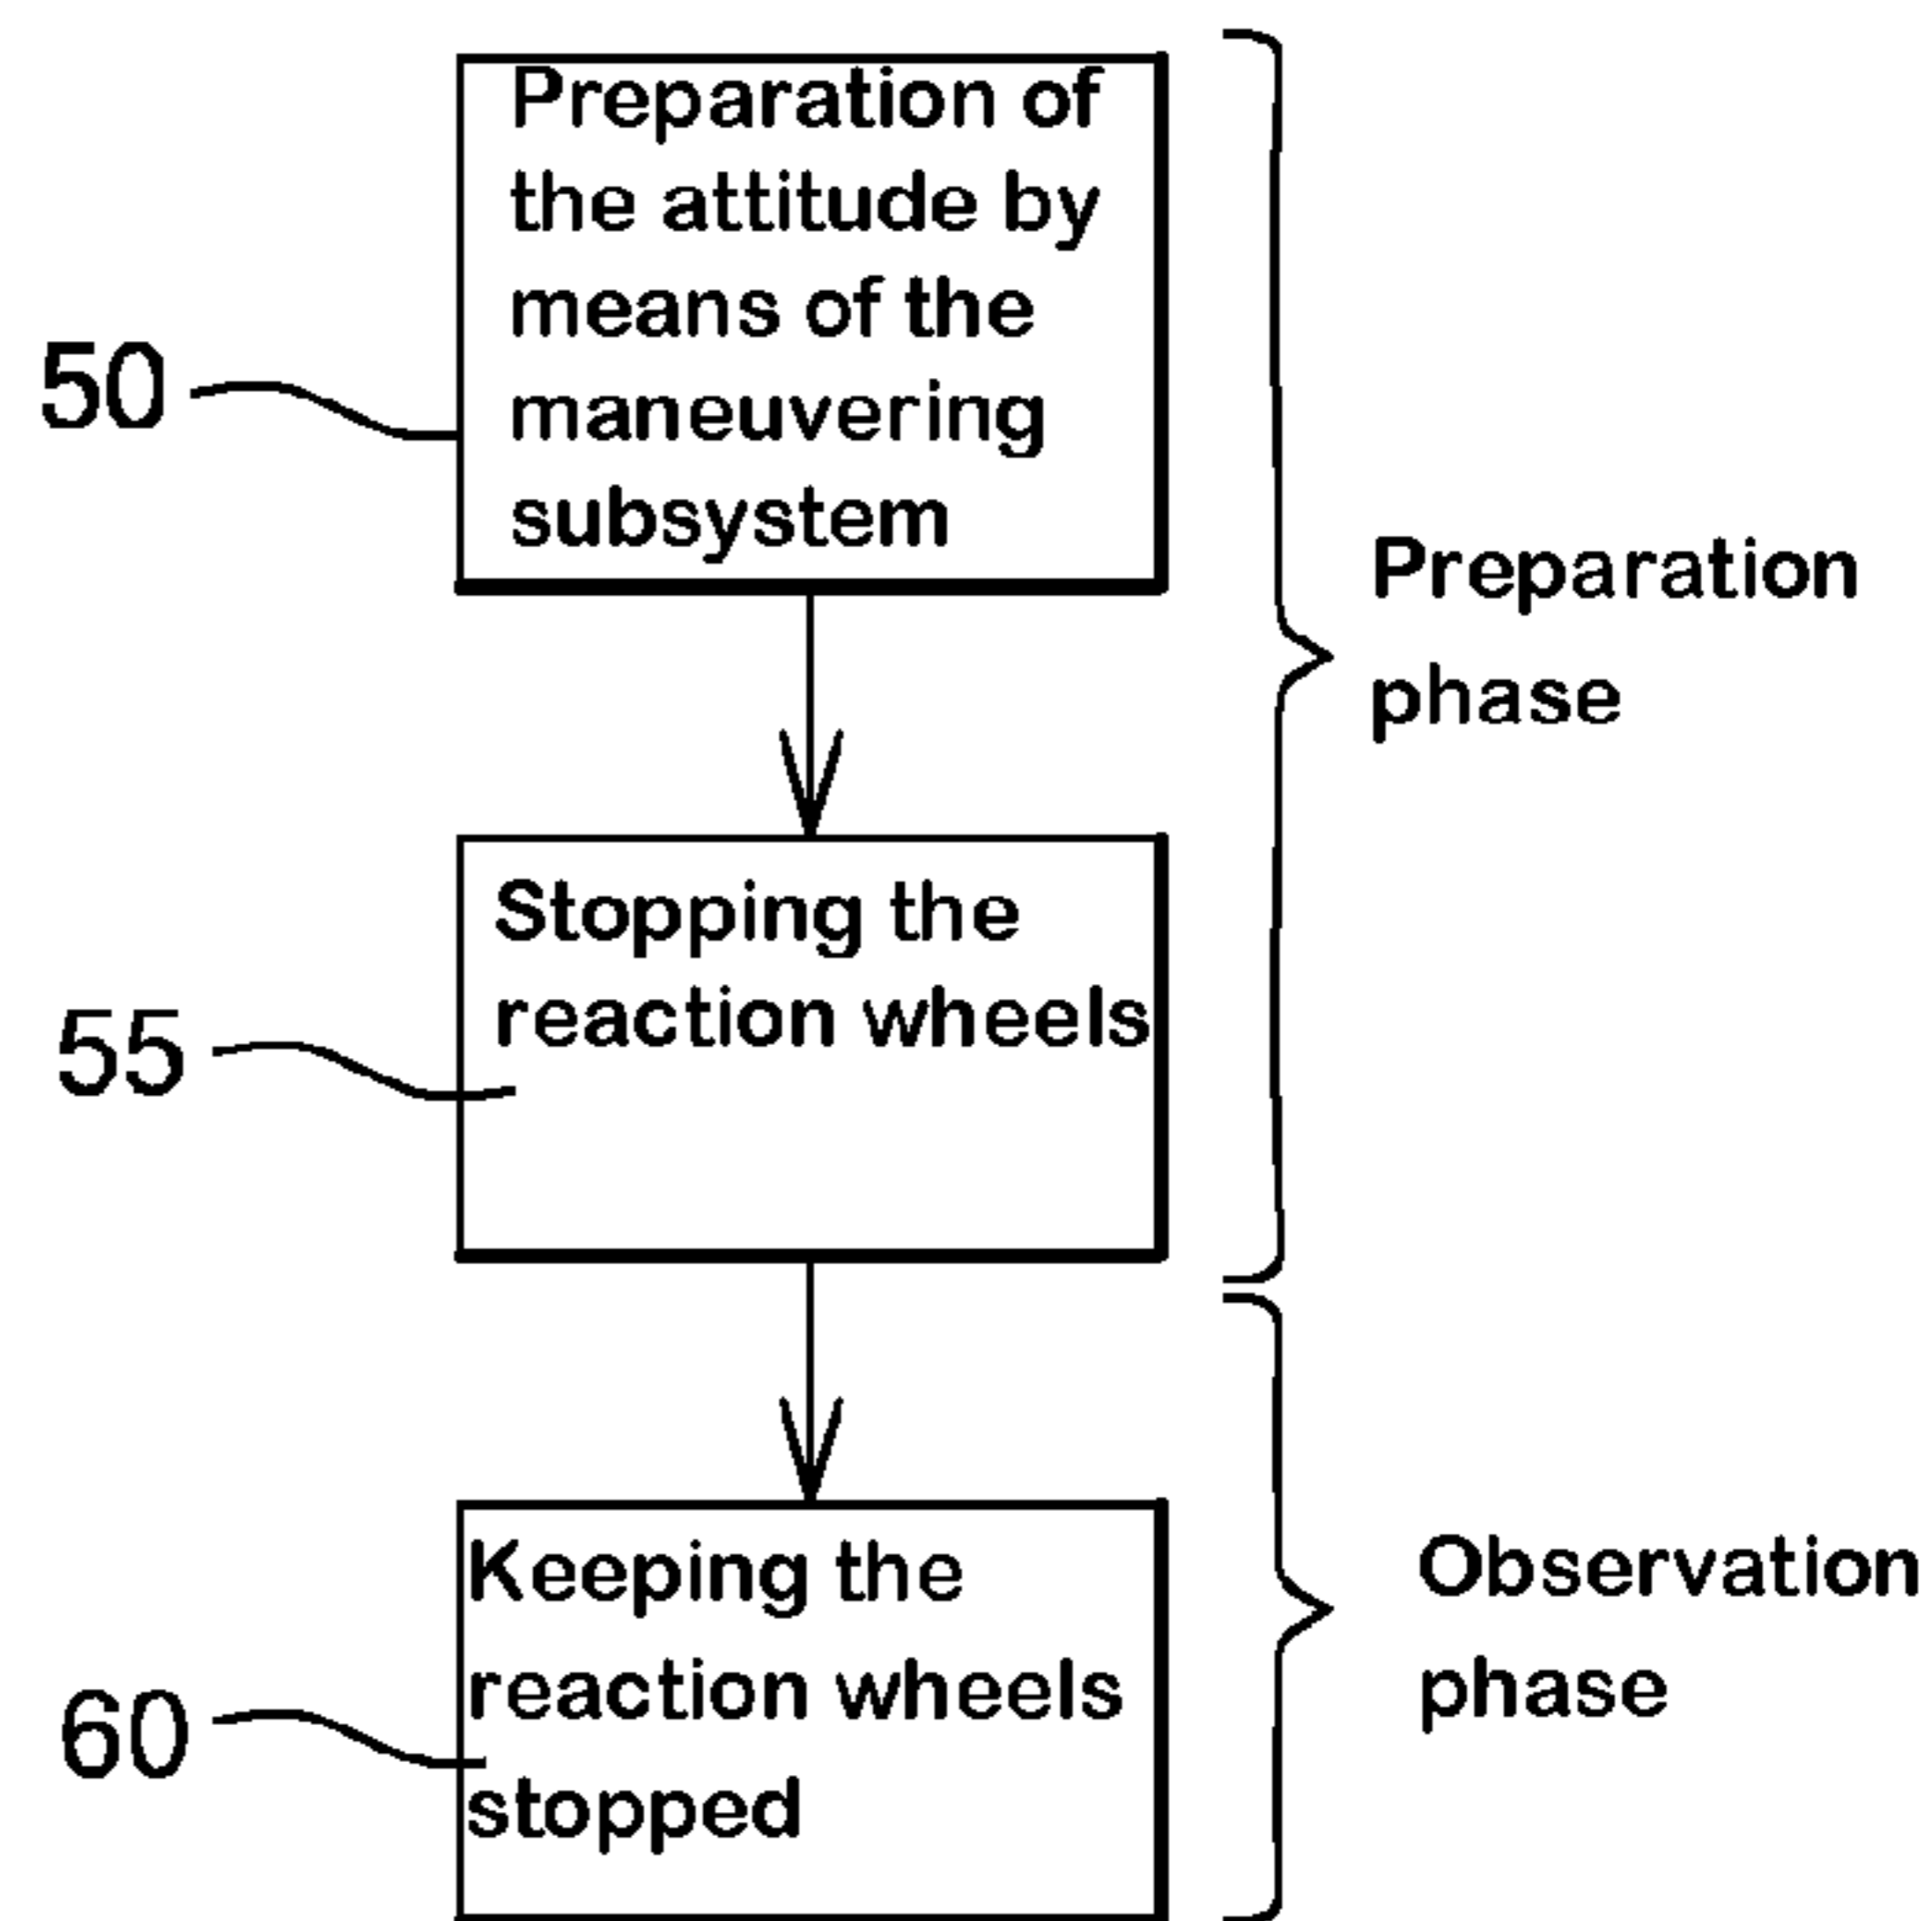 Preparation of
the attitude by
means of the
maneuvering
subsystem
50
Preparation
phase
Stopping the
reaction wheels
55
Keeping the
reaction wheels
stopped
60
Observation
phase